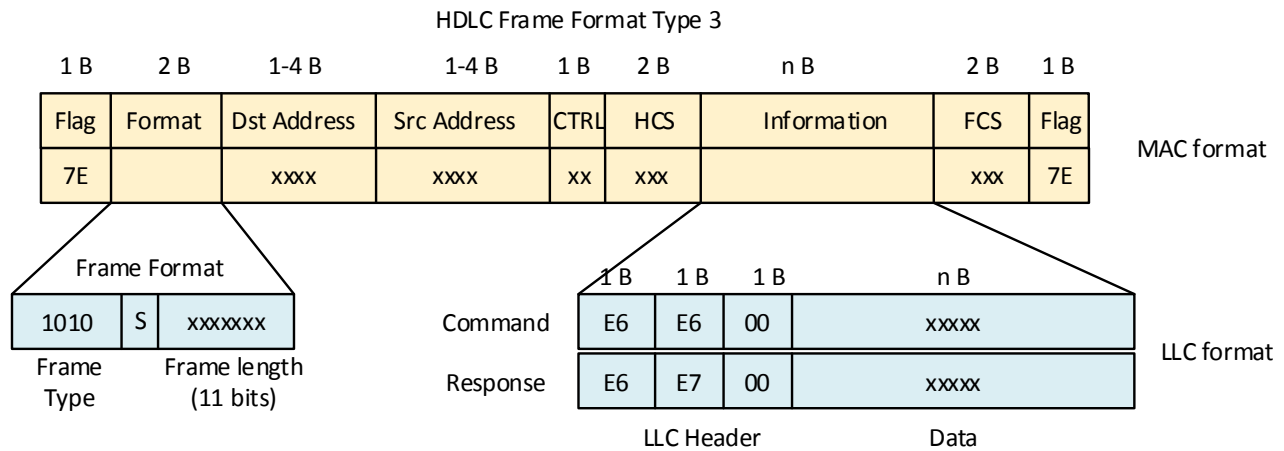 HDLC Frame Format Type 3
1 B 2 B 1-4 B 1-4 B 1 B 2 B n B 2 B 1 B
Flag Format Dst Address Src Address CTRL HCS Information FCS Flag
MAC format
7E xxxx xxxx xx xxx xxx 7E
Frame Format
1 B 1 B 1 B n B
1010 S xxxxxxx
Command E6 E6 00 xxxxx
LLC format
Frame Type
Frame length (11 bits)
Response E6 E7 00 xxxxx
LLC Header Data